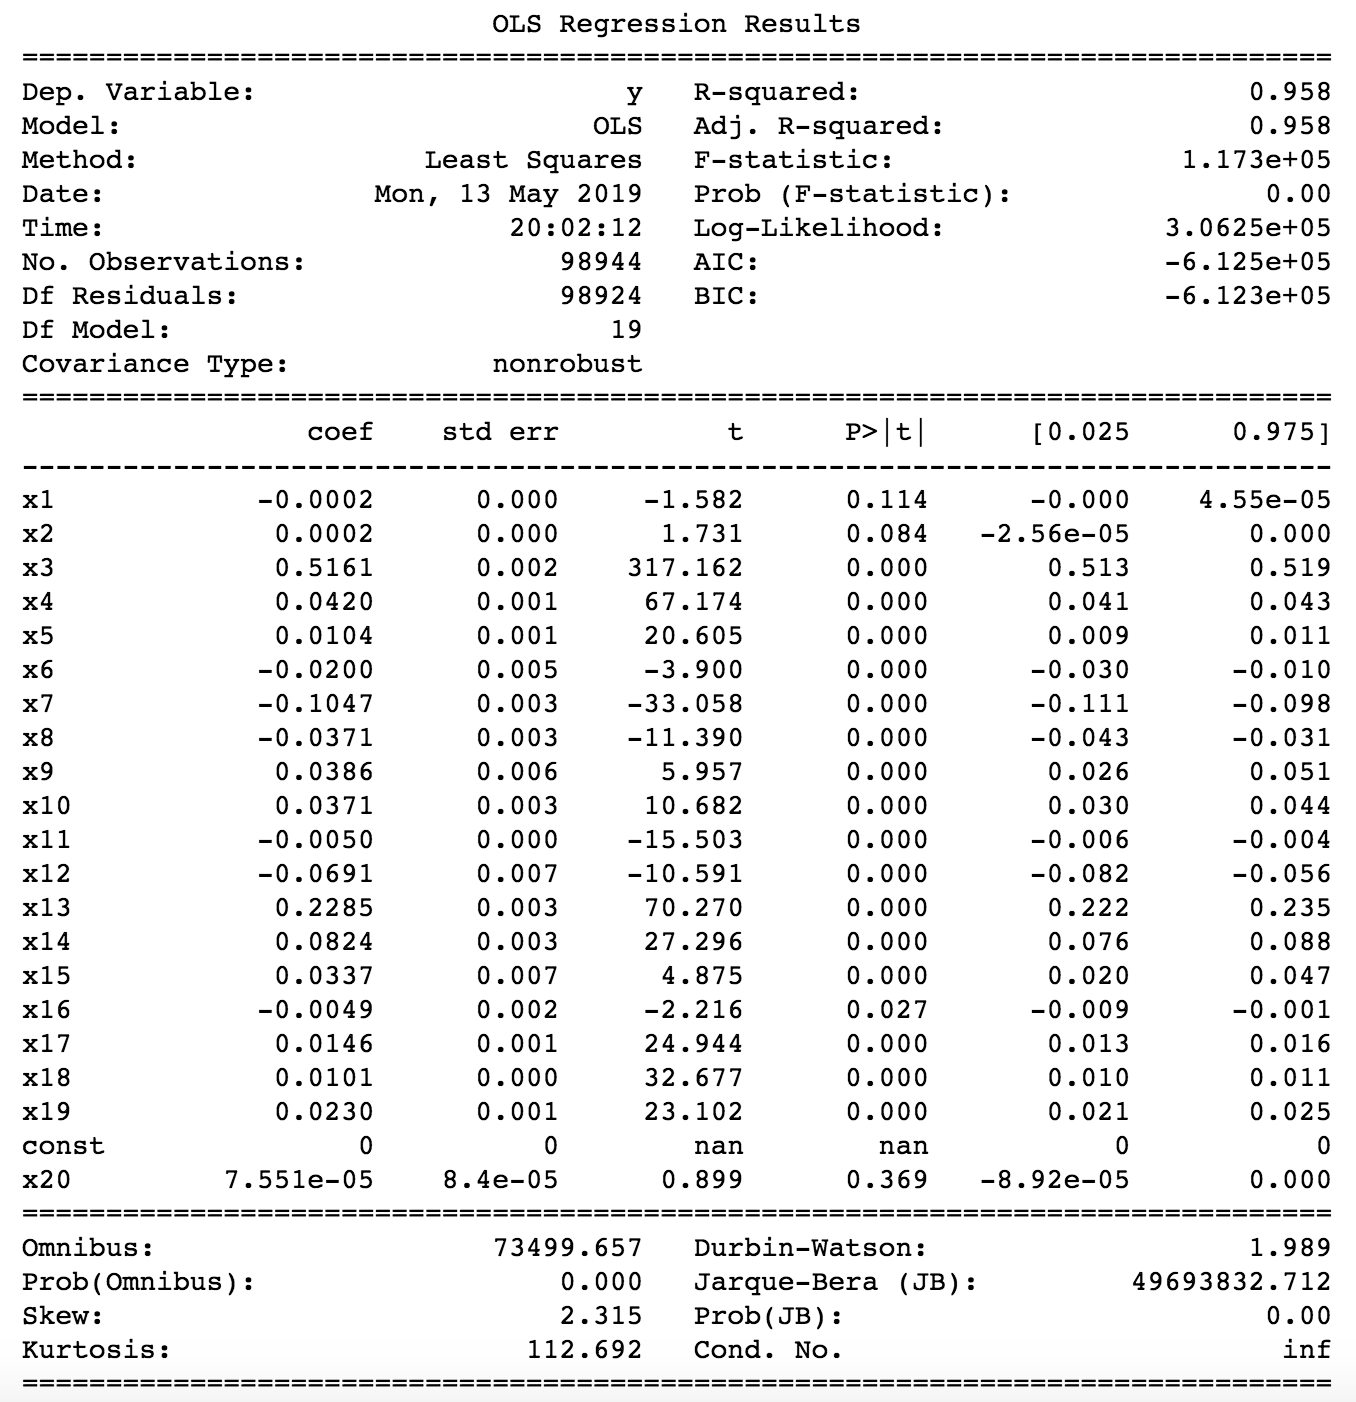 OLS Regression Results
==============================================================================
Dep. Variable:                      y   R-squared:                       0.958
Model:                            OLS   Adj. R-squared:                  0.958
Method:                 Least Squares   F-statistic:                 1.173e+05
Date:                Mon, 13 May 2019   Prob (F-statistic):               0.00
Time:                        20:02:12   Log-Likelihood:             3.0625e+05
No. Observations:               98944   AIC:                        -6.125e+05
Df Residuals:                   98924   BIC:                        -6.123e+05
Df Model:                          19
Covariance Type:            nonrobust
==============================================================================
                 coef    std err          t      P>|t|      [0.025      0.975]
------------------------------------------------------------------------------
x1            -0.0002      0.000     -1.582      0.114      -0.000    4.55e-05
x2             0.0002      0.000      1.731      0.084   -2.56e-05       0.000
x3             0.5161      0.002    317.162      0.000       0.513       0.519
x4             0.0420      0.001     67.174      0.000       0.041       0.043
x5             0.0104      0.001     20.605      0.000       0.009       0.011
x6            -0.0200      0.005     -3.900      0.000      -0.030      -0.010
x7            -0.1047      0.003    -33.058      0.000      -0.111      -0.098
x8            -0.0371      0.003    -11.390      0.000      -0.043      -0.031
x9             0.0386      0.006      5.957      0.000       0.026       0.051
x10            0.0371      0.003     10.682      0.000       0.030       0.044
x11           -0.0050      0.000    -15.503      0.000      -0.006      -0.004
x12           -0.0691      0.007    -10.591      0.000      -0.082      -0.056
x13            0.2285      0.003     70.270      0.000       0.222       0.235
x14            0.0824      0.003     27.296      0.000       0.076       0.088
x15            0.0337      0.007      4.875      0.000       0.020       0.047
x16           -0.0049      0.002     -2.216      0.027      -0.009      -0.001
x17            0.0146      0.001     24.944      0.000       0.013       0.016
x18            0.0101      0.000     32.677      0.000       0.010       0.011
x19            0.0230      0.001     23.102      0.000       0.021       0.025
const               0          0        nan        nan           0           0
x20         7.551e-05    8.4e-05      0.899      0.369   -8.92e-05       0.000
==============================================================================
Omnibus:                    73499.657   Durbin-Watson:                   1.989
Prob(Omnibus):                  0.000   Jarque-Bera (JB):         49693832.712
Skew:                           2.315   Prob(JB):                         0.00
Kurtosis:                     112.692   Cond. No.                          inf
==============================================================================